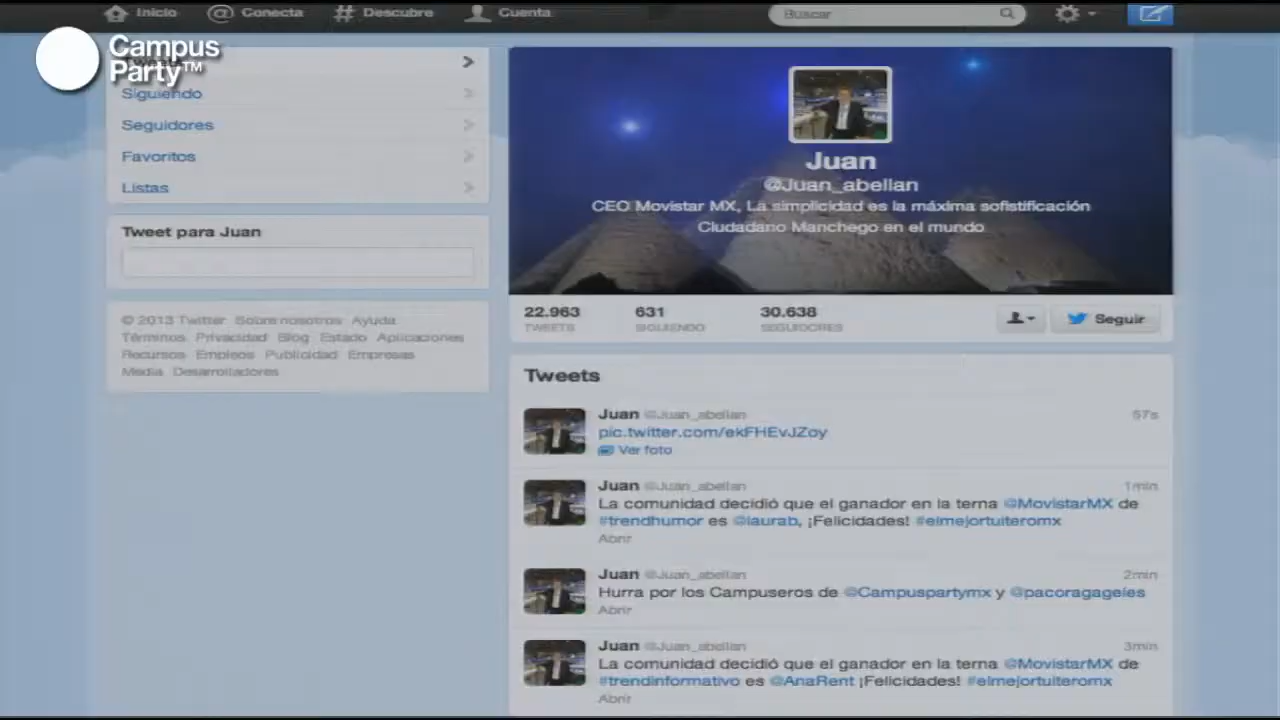 Inicio
Conecta
Descubre
Cuenta
Buscar
Campus
Party™
Siguiendo
Seguidores
Favoritos
Listas
Tweet para Juan
© 2013 Twitter Sobre nosotros Ayuda
Términos Privacidad Blog Estado Aplicaciones
Recursos Empleos Publicidad Empresas
Media Desarrolladores
Juan
@Juan_abellan
CEO Movistar MX, La simplicidad es la máxima sofistificación
Ciudadano Manchego en el mundo
22.963
TWEETS
631
SIGUIENDO
30.638
SEGUIDORES
Seguir
Tweets
Juan @Juan_abellan 57s
pic.twitter.com/ekFHEvJZoy
Ver foto
Juan @Juan_abellan 1min
La comunidad decidió que el ganador en la terna @MovistarMX de
#trendhumor es @laurab, ¡Felicidades! #elmejortuiteromx
Abrir
Juan @Juan_abellan 2min
Hurra por los Campuseros de @Campuspartymx y @pacoragageles
Abrir
Juan @Juan_abellan 3min
La comunidad decidió que el ganador en la terna @MovistarMX de
#trendinformativo es @AnaRent ¡Felicidades! #elmejortuiteromx
Abrir